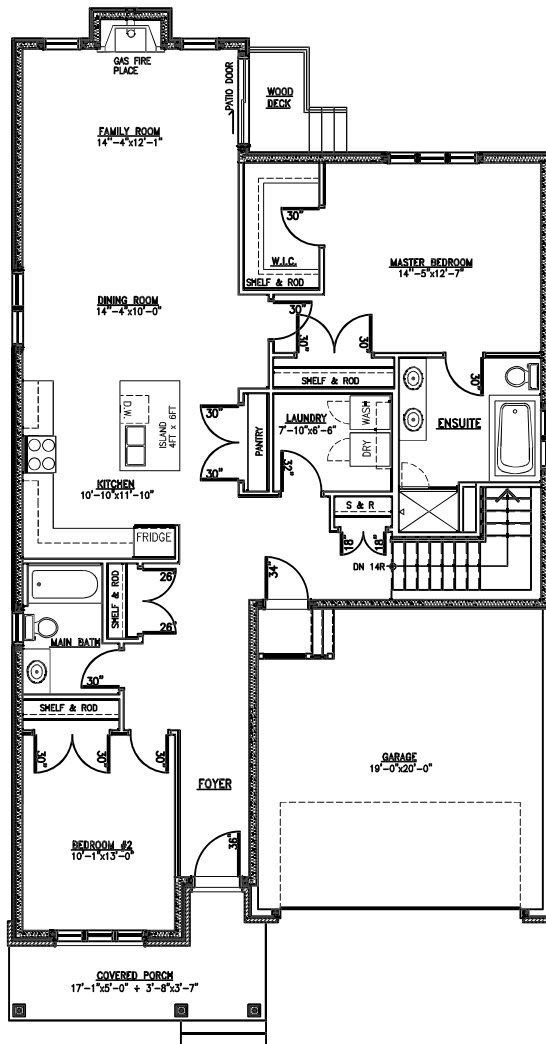 GAS FIRE
PLACE
PATIO DOOR
WOOD
DECK
FAMILY ROOM
14"-4"x12'-1"
30"
W.I.C.
SHELF & ROD
MASTER BEDROOM
14"-5"x12'-7"
DINING ROOM
14"-4"x10'-0"
30"
30"
30"
30"
SHELF & ROD
D.W.
ISLAND
4FT x 6FT
30"
30"
PANTRY
LAUNDRY
7'-10"x6'-6"
WASH
DRY
32"
ENSUITE
KITCHEN
10'-10"x11'-10"
FRIDGE
S & R
18"
18"
DN 14R
34"
SHELF & ROD
26"
26"
MAIN BATH
30"
SHELF & ROD
30"
30"
30"
FOYER
GARAGE
19'-0"x20'-0"
36"
BEDROOM #2
10'-1"x13'-0"
COVERED PORCH
17'-1"x5'-0" + 3'-8"x3'-7"